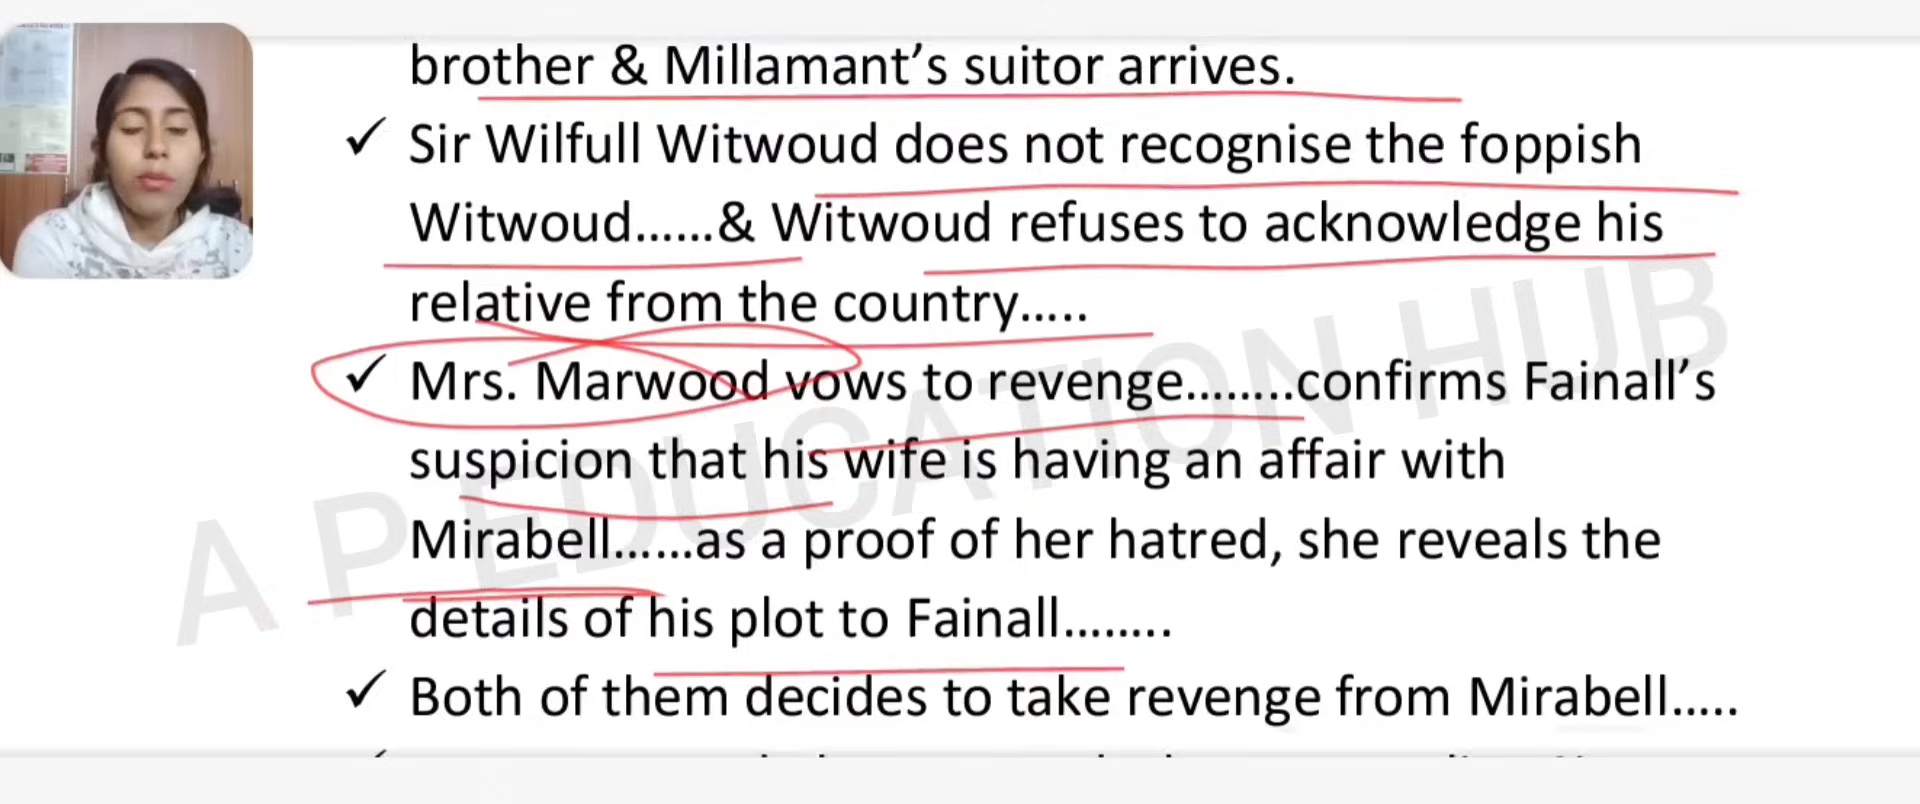 brother & Millamant’s suitor arrives.
✓ Sir Wilfull Witwoud does not recognise the foppish
Witwoud......& Witwoud refuses to acknowledge his
relative from the country.....
✓ Mrs. Marwood vows to revenge........confirms Fainall’s
suspicion that his wife is having an affair with
Mirabell......as a proof of her hatred, she reveals the
details of his plot to Fainall........
✓ Both of them decides to take revenge from Mirabell.....
A P EDUCATION HUB